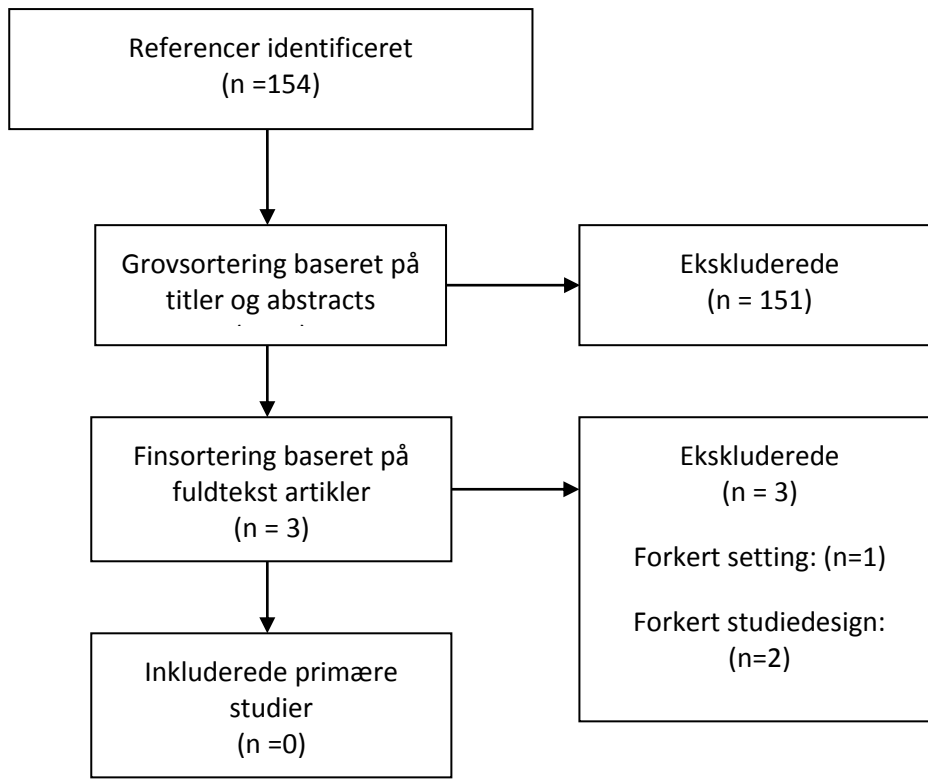 Referencer identificeret
(n =154)
Grovsortering baseret på
titler og abstracts
Ekskluderede
(n = 151)
Finsortering baseret på
fuldtekst artikler
(n = 3)
Ekskluderede
(n = 3)
Forkert setting: (n=1)
Forkert studiedesign:
(n=2)
Inkluderede primære
studier
(n =0)